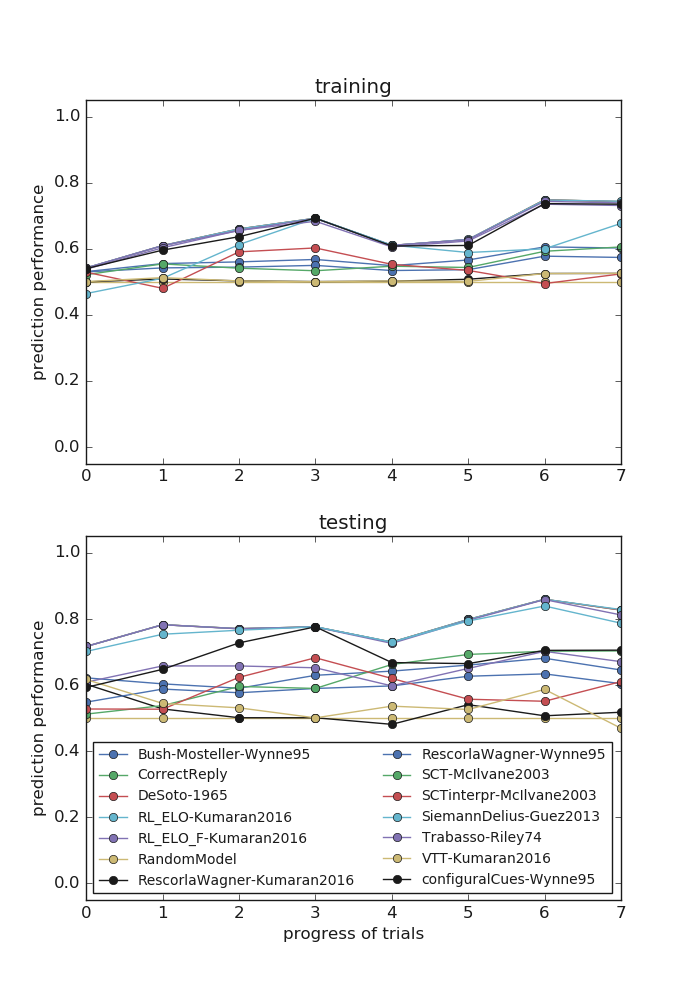 training
prediction performance
1.0
0.8
0.6
0.4
0.2
0.0
0 1 2 3 4 5 6 7
testing
prediction performance
1.0
0.8
0.6
0.4
0.2
0.0
Bush-Mosteller-Wynne95
CorrectReply
DeSoto-1965
RL_ELO-Kumaran2016
RL_ELO_F-Kumaran2016
RandomModel
RescorlaWagner-Kumaran2016
RescorlaWagner-Wynne95
SCT-McIlvane2003
SCTinterpr-McIlvane2003
SiemannDelius-Guez2013
Trabasso-Riley74
VTT-Kumaran2016
configuralCues-Wynne95
0 1 2 3 4 5 6 7
progress of trials